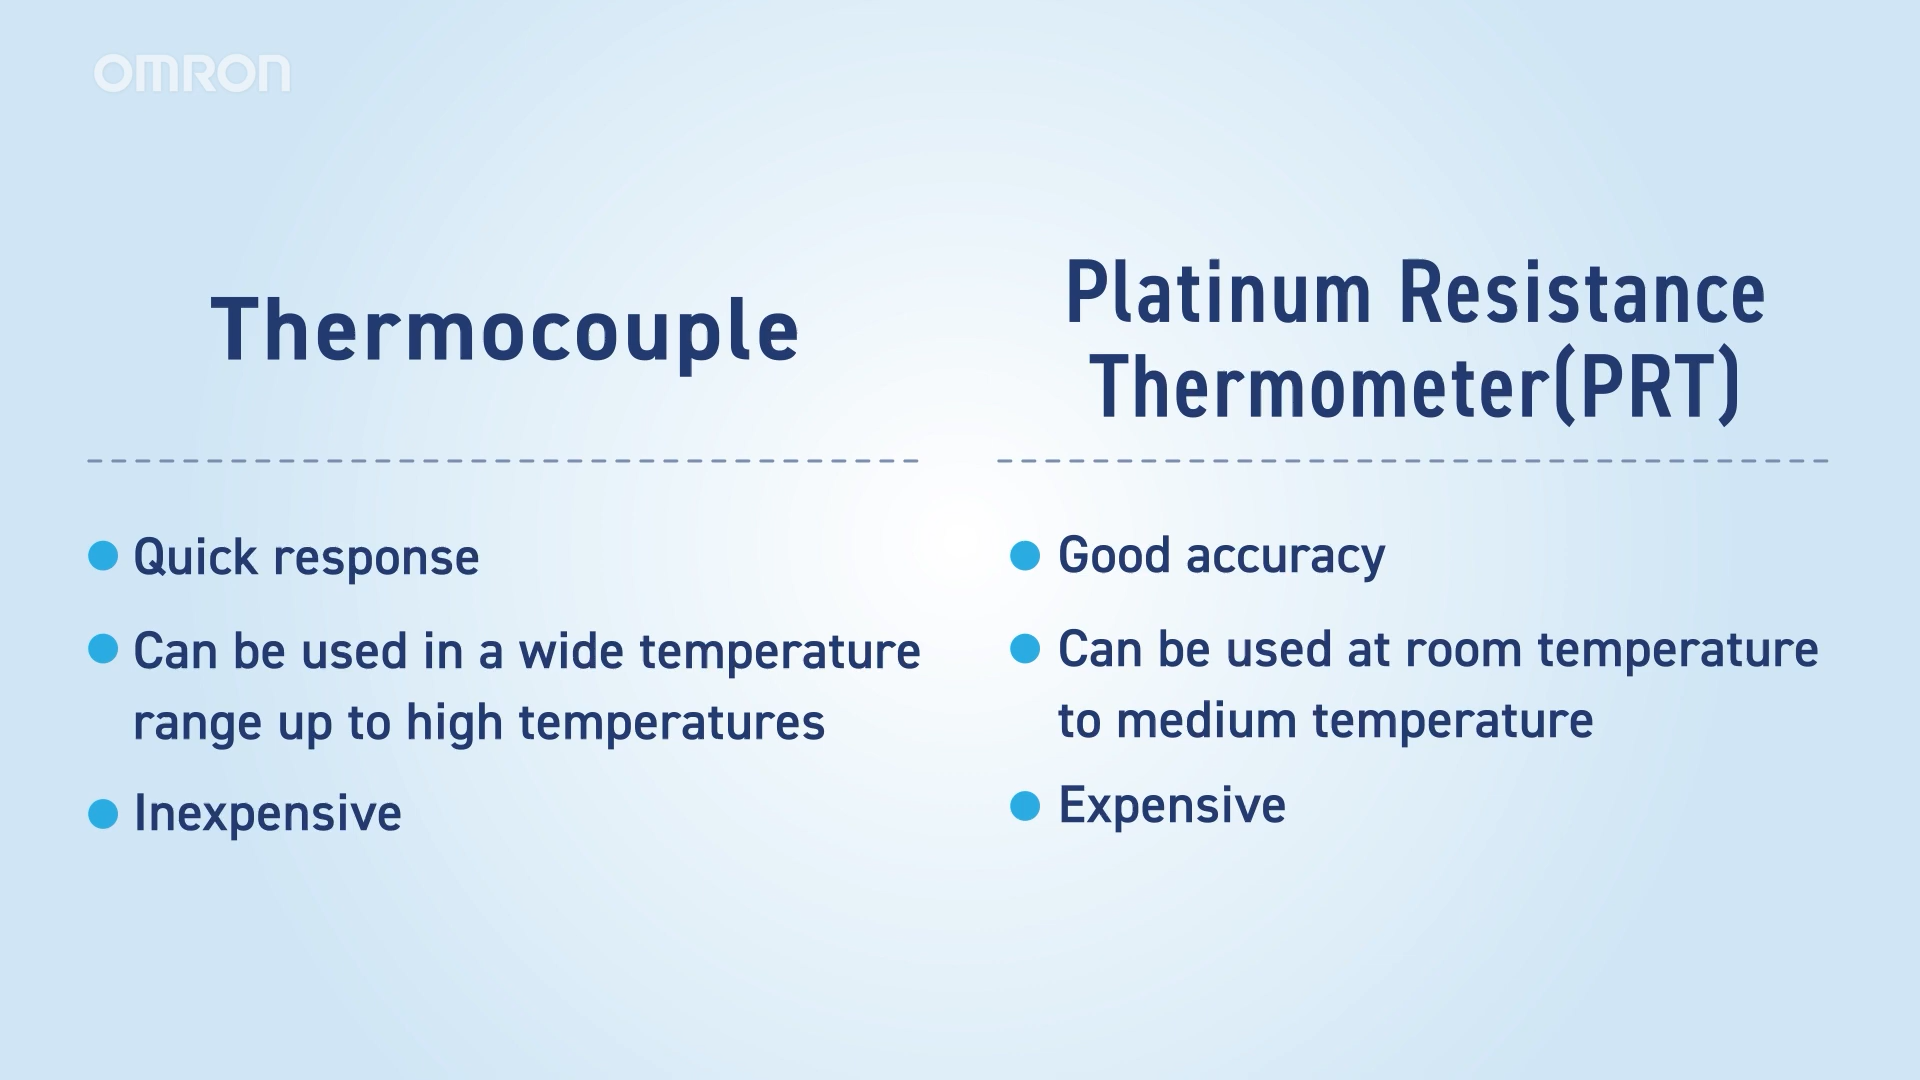 OMRON
Thermocouple
Quick response
Can be used in a wide temperature
range up to high temperatures
Inexpensive
Platinum Resistance
Thermometer(PRT)
Good accuracy
Can be used at room temperature
to medium temperature
Expensive